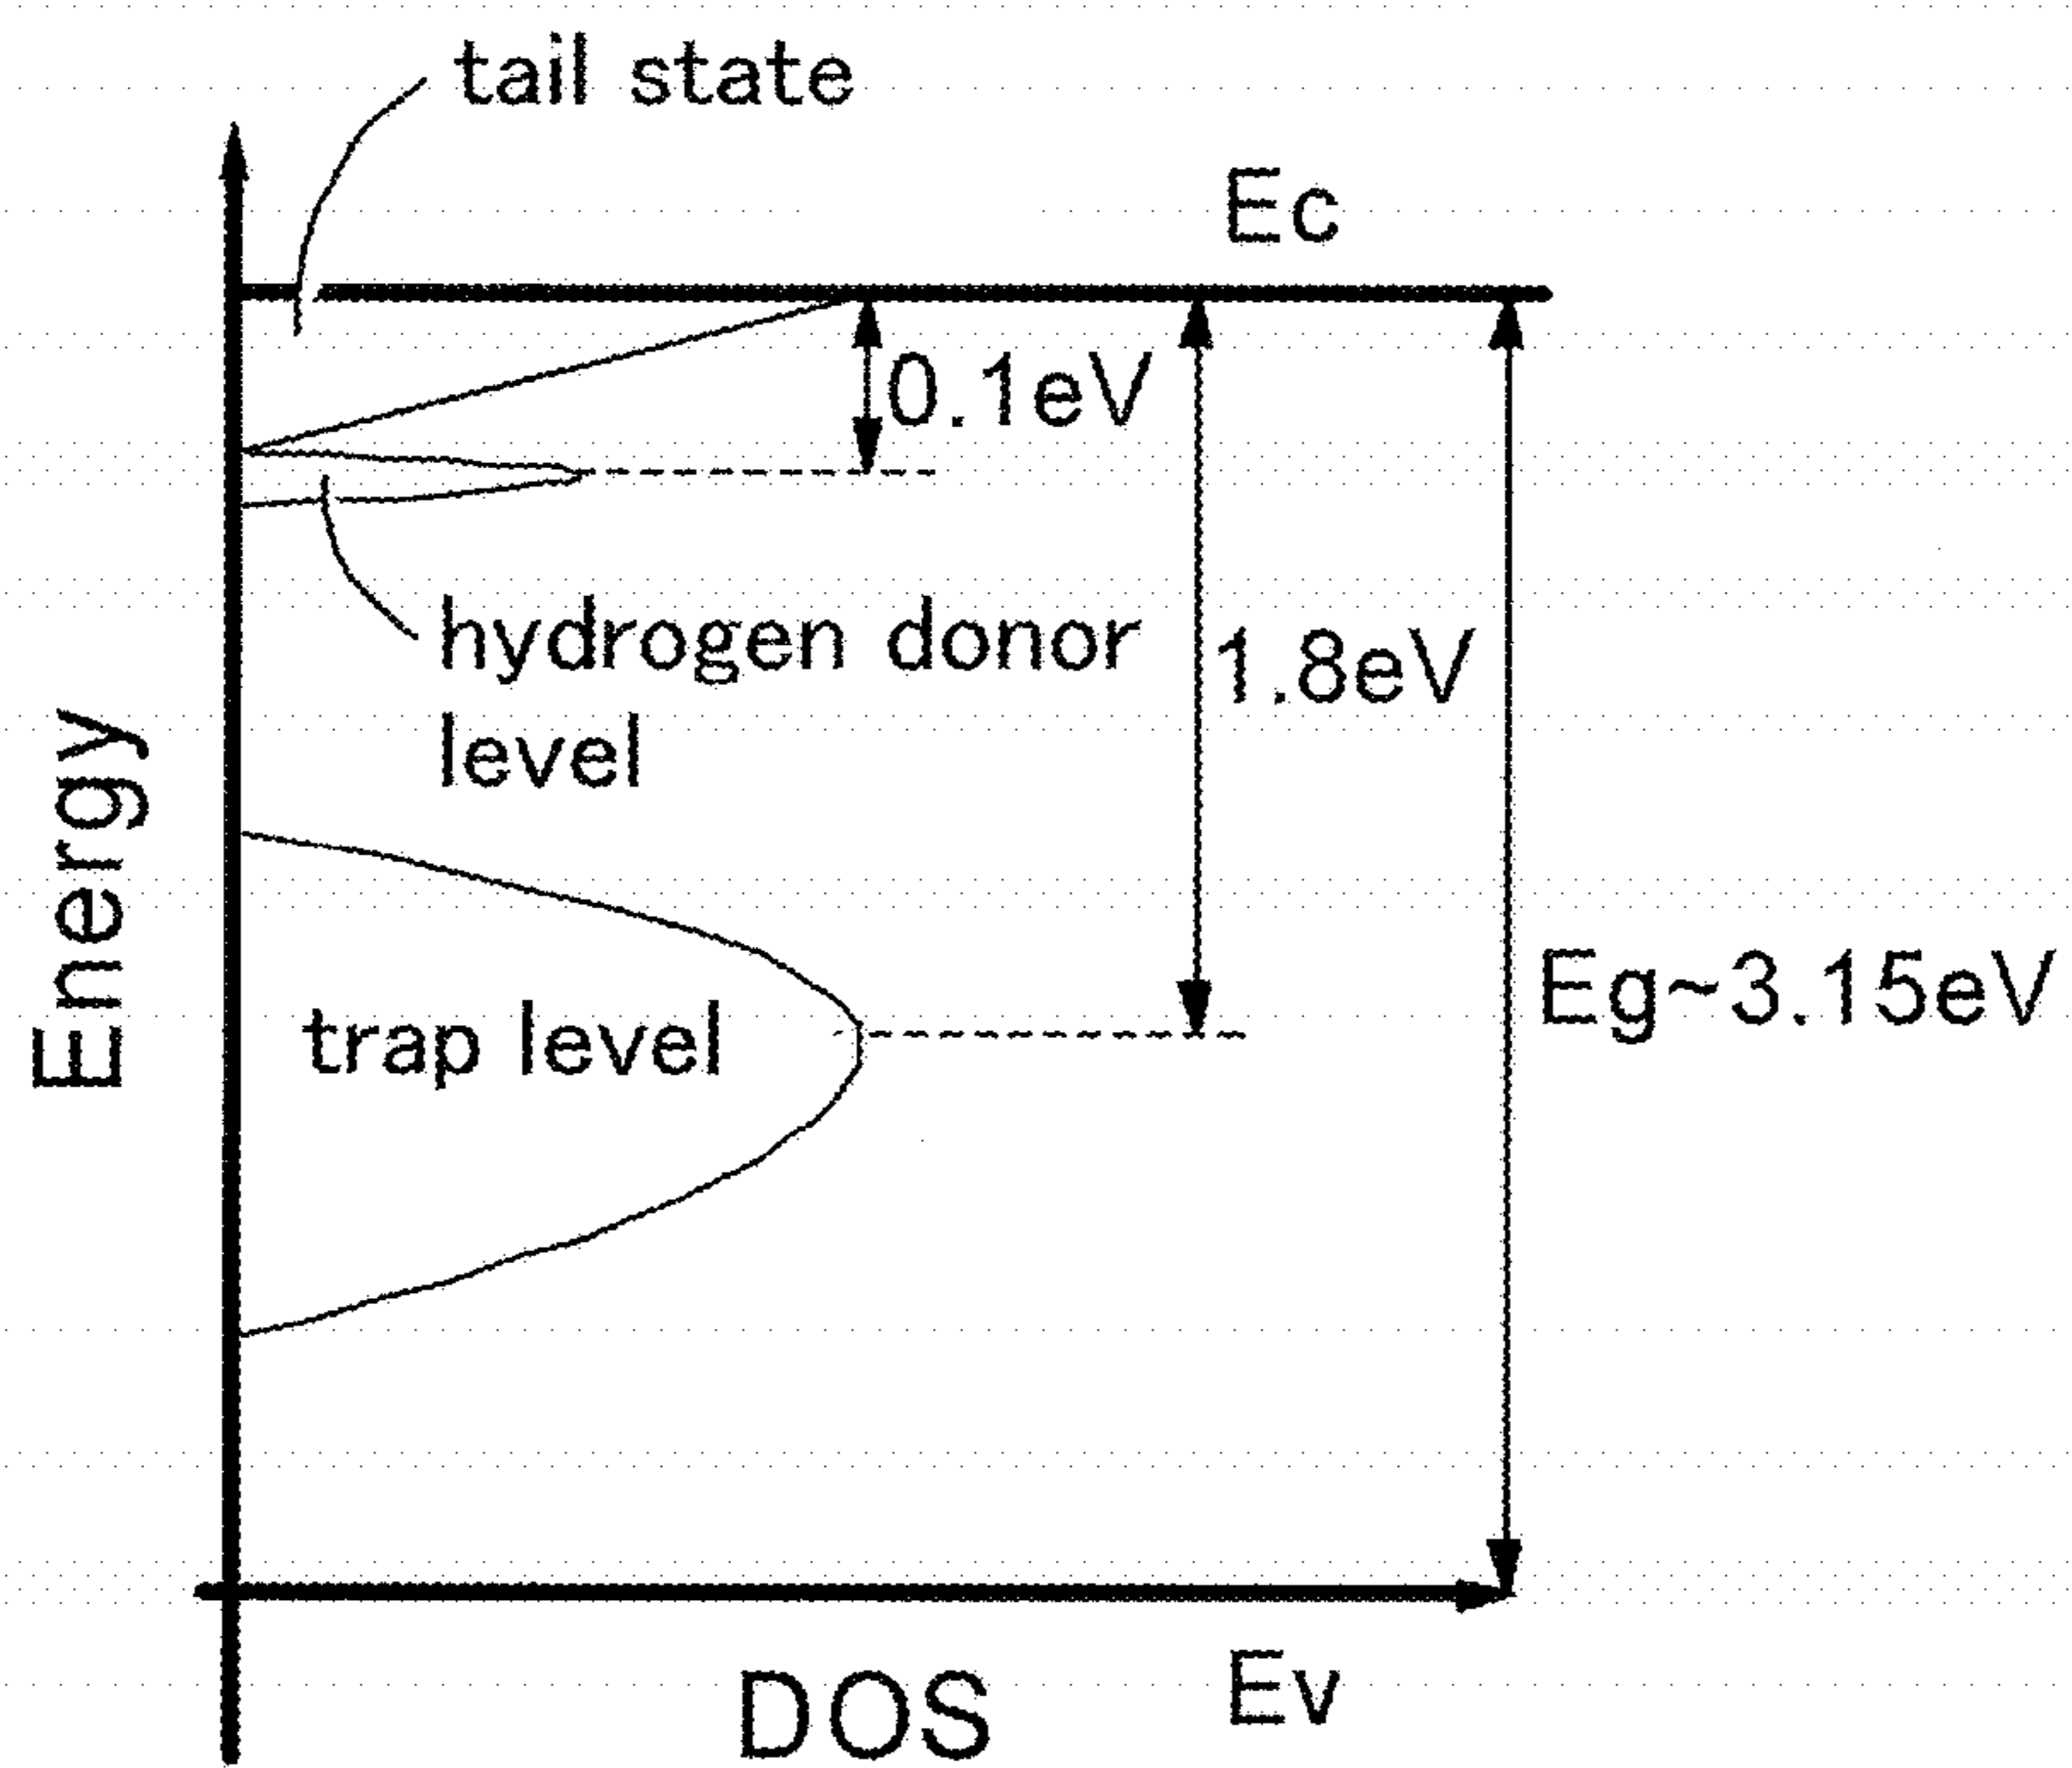 tail state
Ec
0.1eV
hydrogen donor
level
1.8eV
Energy
trap level
Eg~3.15eV
DOS
Ev